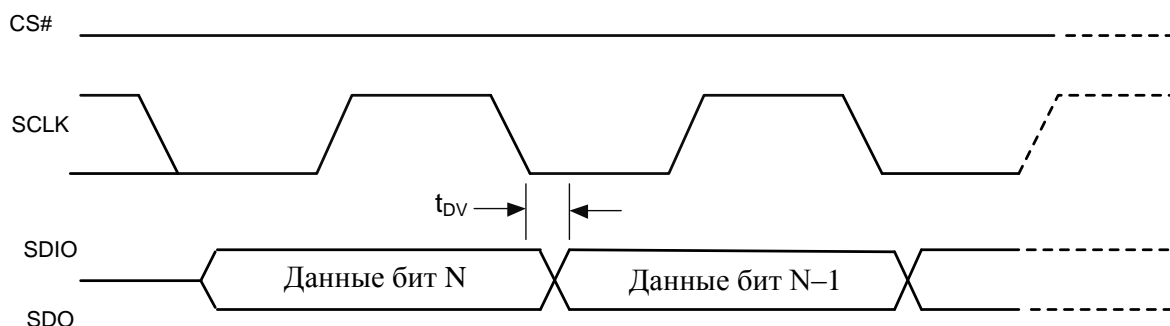 CS#
SCLK
tDV
SDIO
Данные бит N
Данные бит N–1
SDO